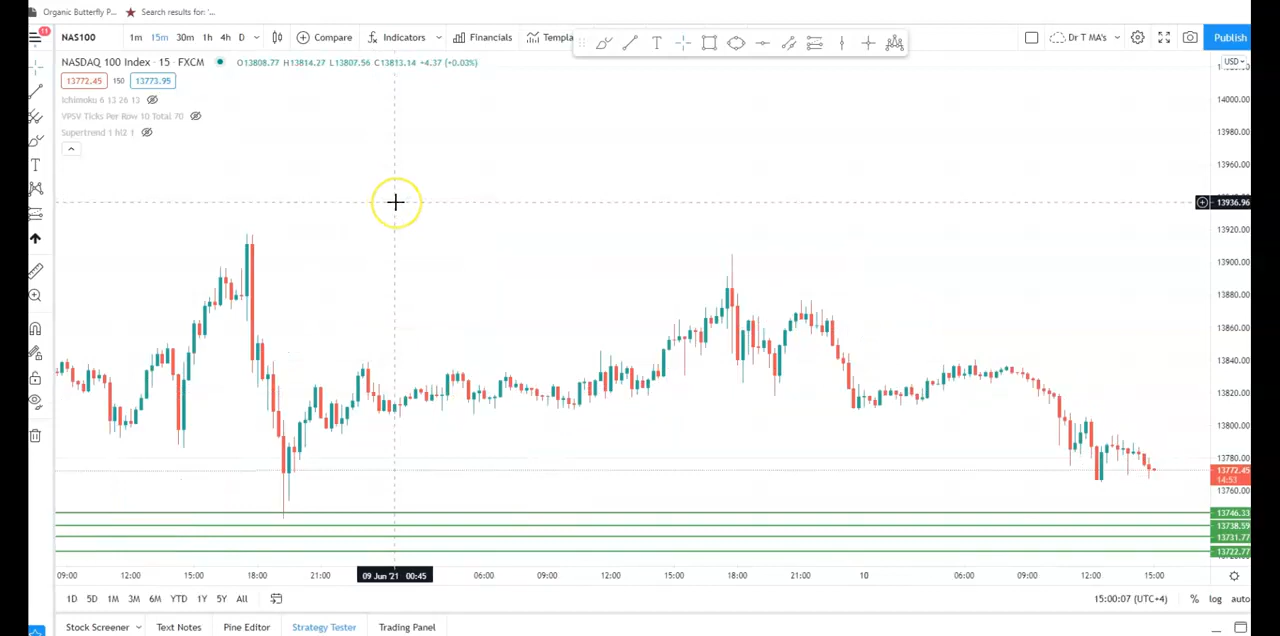 Organic Butterfly P... Search results for: '...
11
NAS100 1m 15m 30m 1h 4h D Compare Indicators Financials Templa Dr T MA's Publish
NASDAQ 100 Index · 15 · FXCM O13808.77 H13814.27 L13807.56 C13813.14 +4.37 (+0.03%)
USD
13772.45 150 13773.95
Ichimoku 6 13 26 13
VPSV Ticks Per Row 10 Total 70
Supertrend 1 hl2 1
14000.00
13980.00
13960.00
13936.96
13920.00
13900.00
13880.00
13860.00
13840.00
13820.00
13800.00
13780.00
13772.45
14:53
13760.00
13746.33
13738.59
13731.77
13722.77
09:00 12:00 15:00 18:00 21:00 09 Jun '21 00:45 06:00 09:00 12:00 15:00 18:00 21:00 10 06:00 09:00 12:00 15:00
1D 5D 1M 3M 6M YTD 1Y 5Y All 15:00:07 (UTC+4) % log auto
Stock Screener Text Notes Pine Editor Strategy Tester Trading Panel